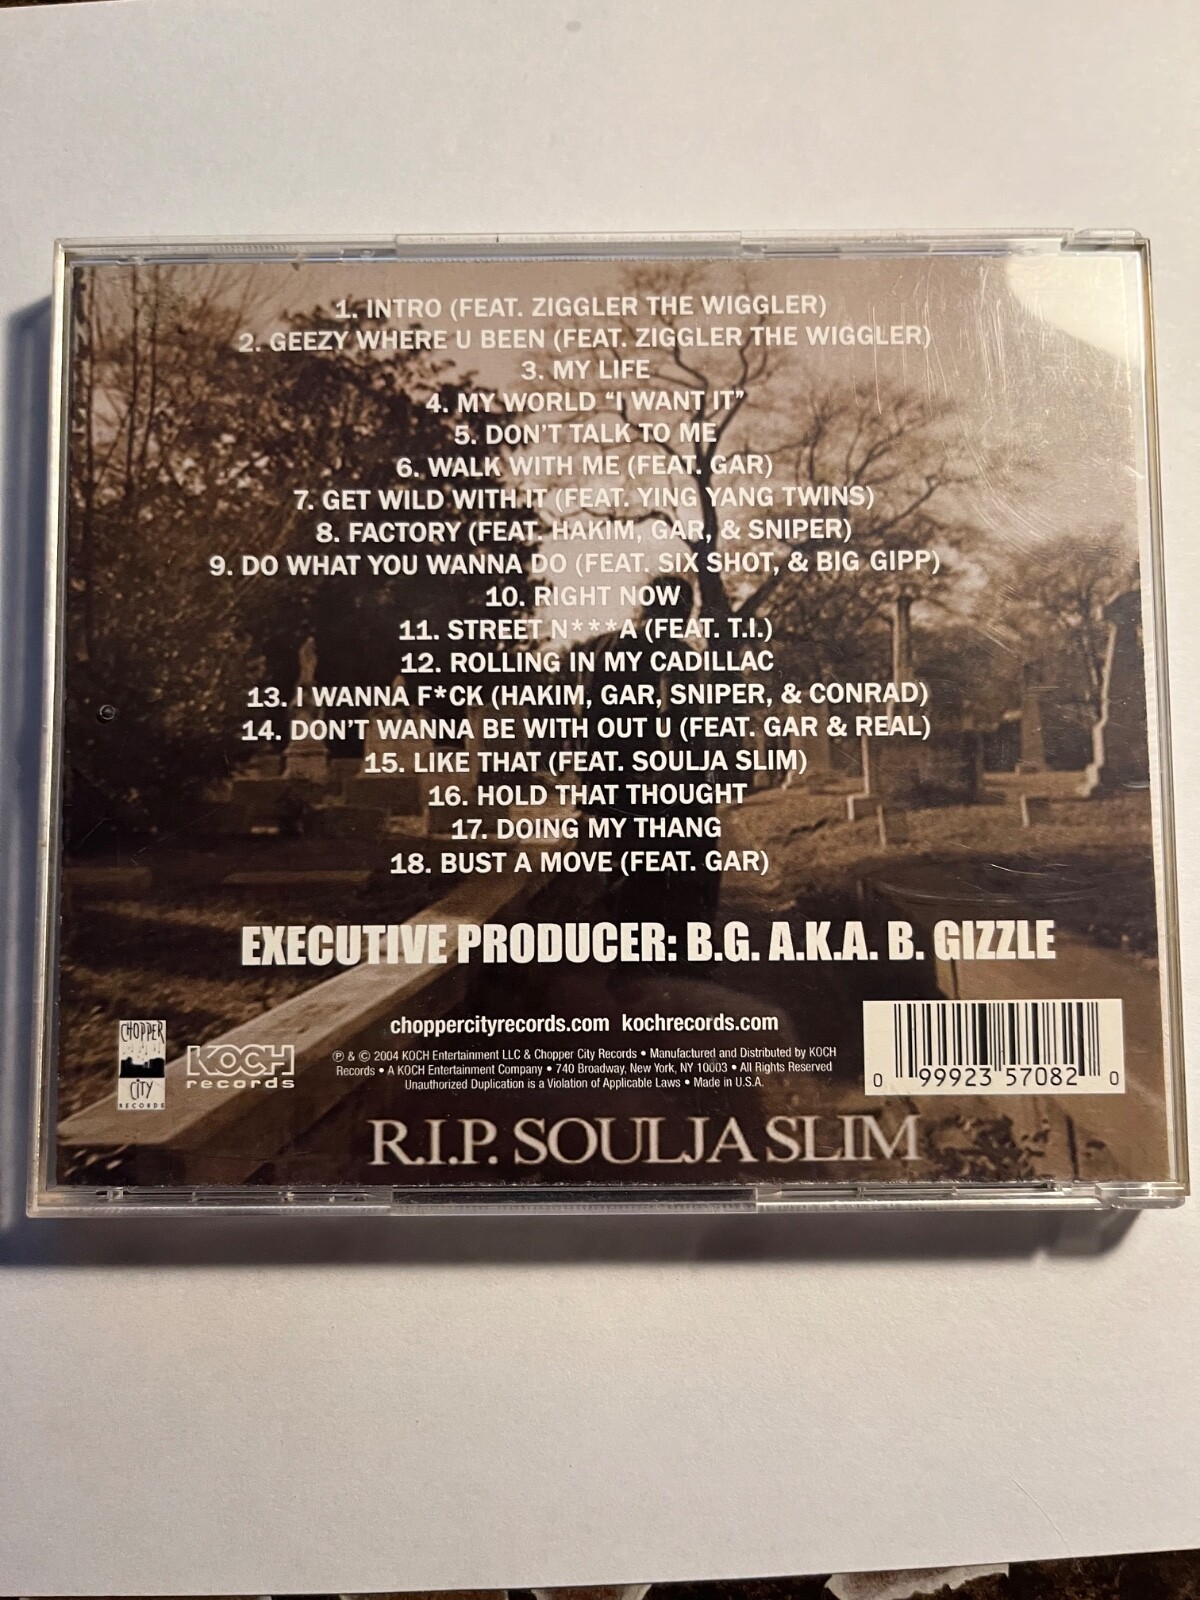 1. INTRO (FEAT. ZIGGLER THE WIGGLER)
2. GEEZY WHERE U BEEN (FEAT. ZIGGLER THE WIGGLER)
3. MY LIFE
4. MY WORLD “I WANT IT”
5. DON'T TALK TO ME
6. WALK WITH ME (FEAT. GAR)
7. GET WILD WITH IT (FEAT. YING YANG TWINS)
8. FACTORY (FEAT. HAKIM, GAR, & SNIPER)
9. DO WHAT YOU WANNA DO (FEAT. SIX SHOT, & BIG GIPP)
10. RIGHT NOW
11. STREET N***A (FEAT. T.I.)
12. ROLLING IN MY CADILLAC
13. I WANNA F*CK (HAKIM, GAR, SNIPER, & CONRAD)
14. DON'T WANNA BE WITH OUT U (FEAT. GAR & REAL)
15. LIKE THAT (FEAT. SOULJA SLIM)
16. HOLD THAT THOUGHT
17. DOING MY THANG
18. BUST A MOVE (FEAT. GAR)
EXECUTIVE PRODUCER: B.G. A.K.A. B. GIZZLE
choppercityrecords.com kochrecords.com
CHOPPER
CITY
RECORDS
KOCH
records
℗ & © 2004 KOCH Entertainment LLC & Chopper City Records • Manufactured and Distributed by KOCH
Records • A KOCH Entertainment Company • 740 Broadway, New York, NY 10003 • All Rights Reserved
Unauthorized Duplication is a Violation of Applicable Laws • Made in U.S.A.
0 99923 57082 0
R.I.P. SOULJA SLIM